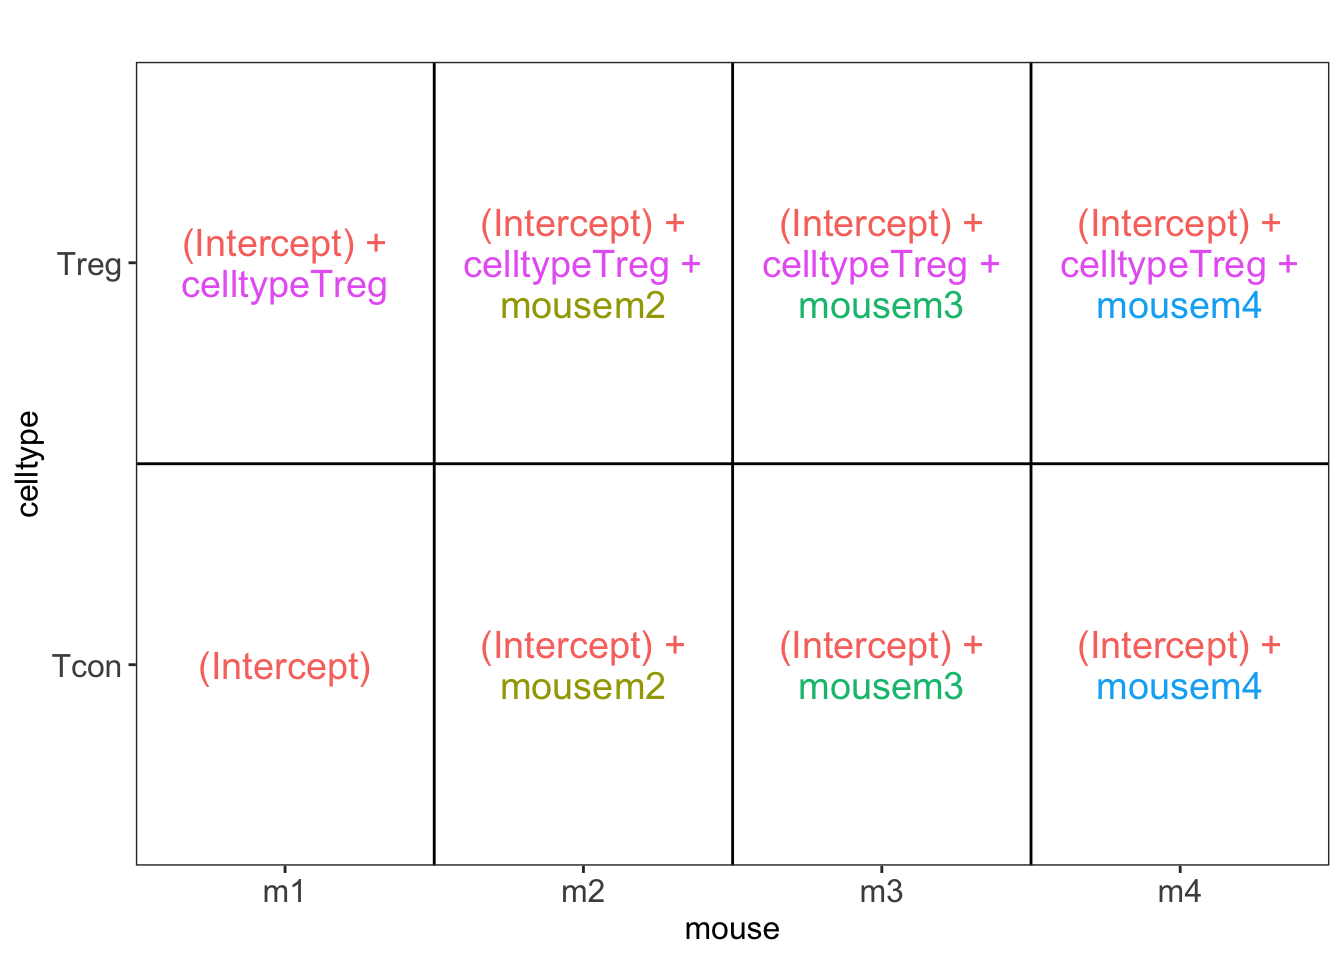 celltype
Treg
(Intercept) +
celltypeTreg
(Intercept) +
celltypeTreg +
mousem2
(Intercept) +
celltypeTreg +
mousem3
(Intercept) +
celltypeTreg +
mousem4
Tcon
(Intercept)
(Intercept) +
mousem2
(Intercept) +
mousem3
(Intercept) +
mousem4
m1
m2
m3
m4
mouse